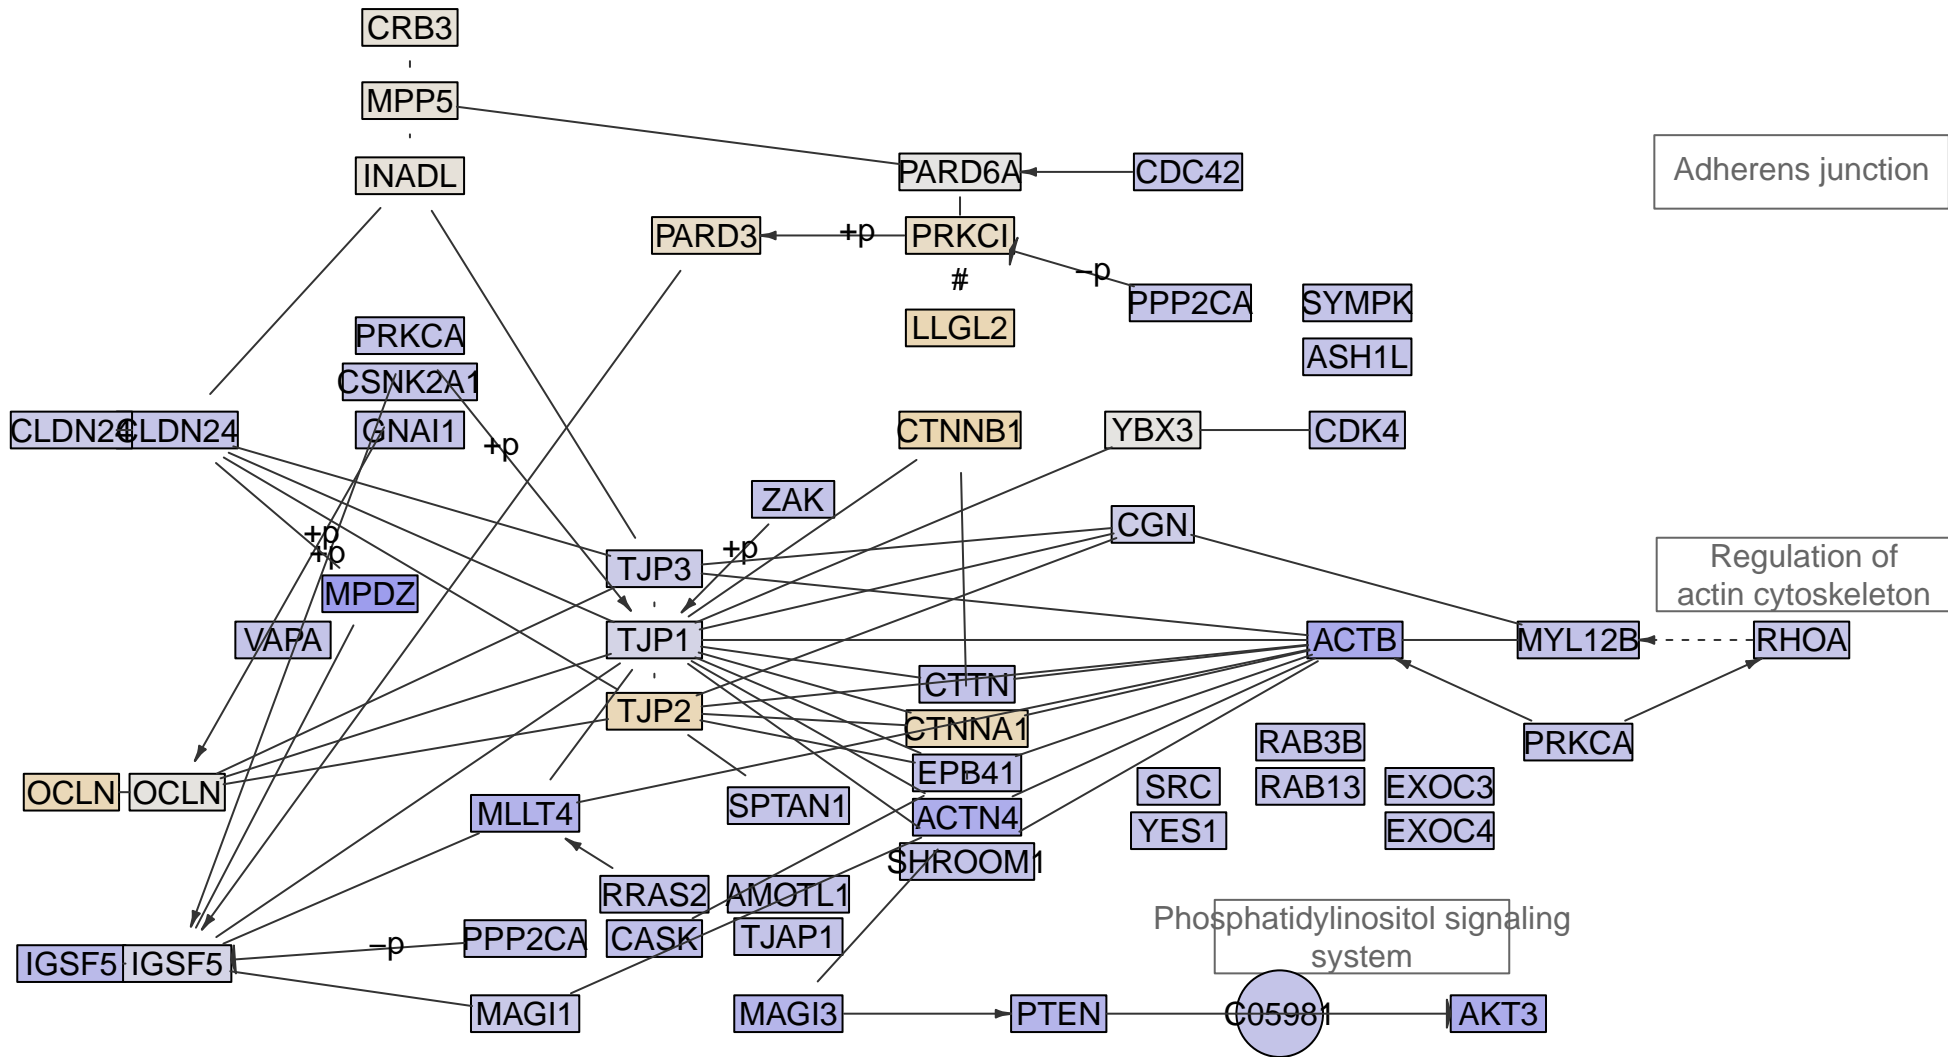 CRB3
MPP5
INADL
PARD6A
CDC42
Adherens junction
PARD3
+p
PRKCI
–p
#
PPP2CA
SYMPK
LLGL2
PRKCA
ASH1L
CSNK2A1
CLDN24
CLDN24
GNAI1
+p
CTNNB1
YBX3
CDK4
ZAK
CGN
+p
+p
+p
TJP3
Regulation of
actin cytoskeleton
MPDZ
VAPA
TJP1
ACTB
MYL12B
RHOA
CTTN
TJP2
CTNNA1
RAB3B
PRKCA
EPB41
OCLN
OCLN
SRC
RAB13
EXOC3
MLLT4
SPTAN1
ACTN4
YES1
EXOC4
SHROOM1
RRAS2
AMOTL1
Phosphatidylinositol signaling
system
PPP2CA
CASK
TJAP1
–p
IGSF5
IGSF5
MAGI1
MAGI3
PTEN
C05981
AKT3